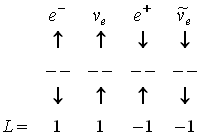 e⁻ ν_e e⁺ ν̃_e
↑ ↑ ↓ ↓
-- -- -- --
↓ ↑ ↑ ↓
L = 1 1 -1 -1